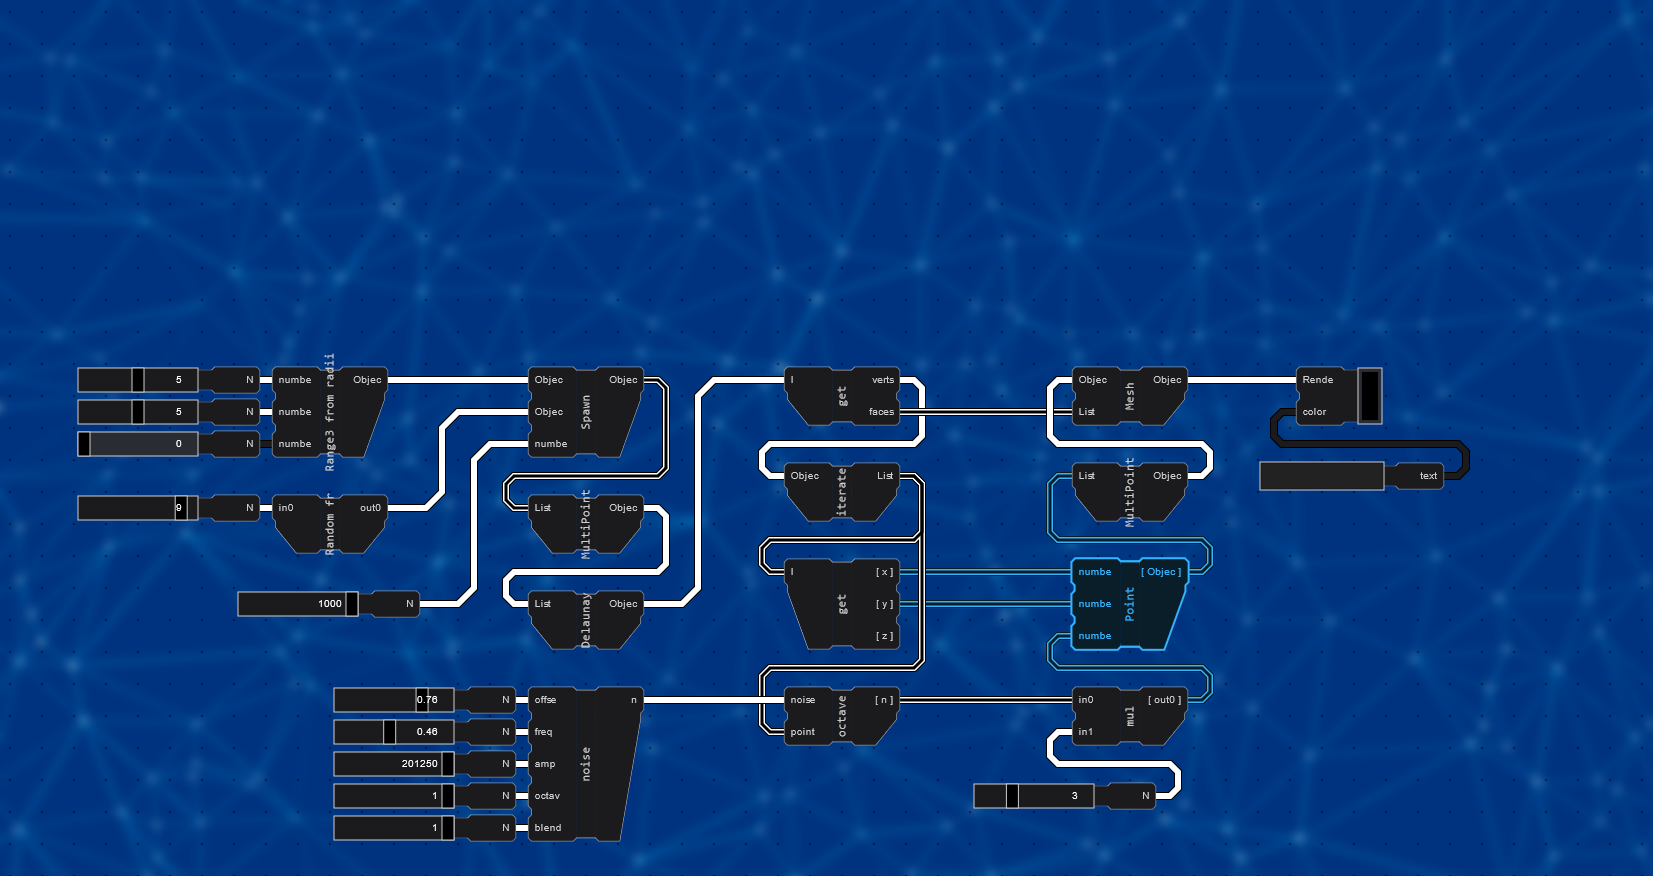 5 N numbe Range3 from radii Objec
5 N numbe
0 N numbe
9 N in0 Random fr out0
1000 N
Objec Spawn Objec
Objec
numbe
List MultiPoint Objec
List Delaunay Objec
0.76 N offse noise n
0.46 N freq
201250 N amp
1 N octav
1 N blend
l get verts
faces
Objec iterate List
l get [ x ]
[ y ]
[ z ]
noise octave [ n ]
point
Objec Mesh Objec
List
List MultiPoint Objec
numbe Point [ Objec ]
numbe
numbe
in0 mul [ out0 ]
in1
3 N
Rende
color
text